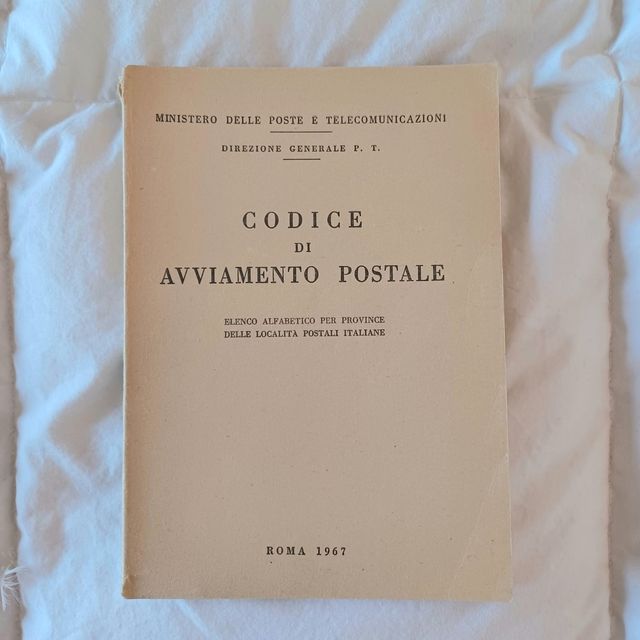 MINISTERO DELLE POSTE E TELECOMUNICAZIONI
DIREZIONE GENERALE P. T.
CODICE
DI
AVVIAMENTO POSTALE
ELENCO ALFABETICO PER PROVINCE
DELLE LOCALITÀ POSTALI ITALIANE
ROMA 1967